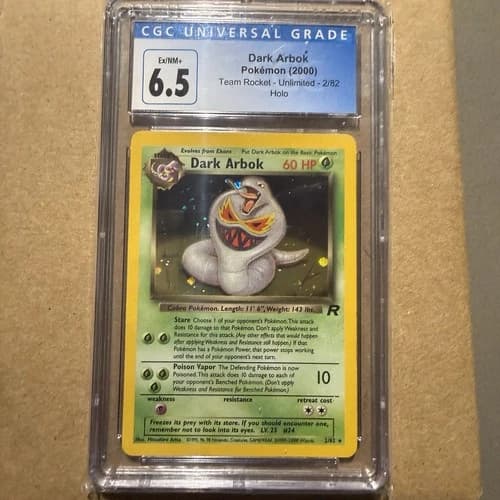 CGC UNIVERSAL GRADE
Ex/NM+
6.5
Dark Arbok
Pokémon (2000)
Team Rocket - Unlimited - 2/82
Holo
Evolves from Ekans Put Dark Arbok on the Basic Pokémon
Dark Arbok 60 HP
Cobra Pokémon. Length: 11' 6", Weight: 143 lbs.
R
Stare Choose 1 of your opponent's Pokémon. This attack
does 10 damage to that Pokémon. Don't apply Weakness and
Resistance for this attack. (Any other effects that would happen
after applying Weakness and Resistance still happen.) If that
Pokémon has a Pokémon Power, that power stops working
until the end of your opponent's next turn.
Poison Vapor The Defending Pokémon is now
Poisoned. This attack does 10 damage to each of
your opponent's Benched Pokémon. (Don't apply
Weakness and Resistance for Benched Pokémon.)
10
weakness resistance retreat cost
Freezes its prey with its stare. If you should encounter one,
remember not to look into its eyes. LV. 25 #24
Illus. Mitsuhiro Arita 2/82